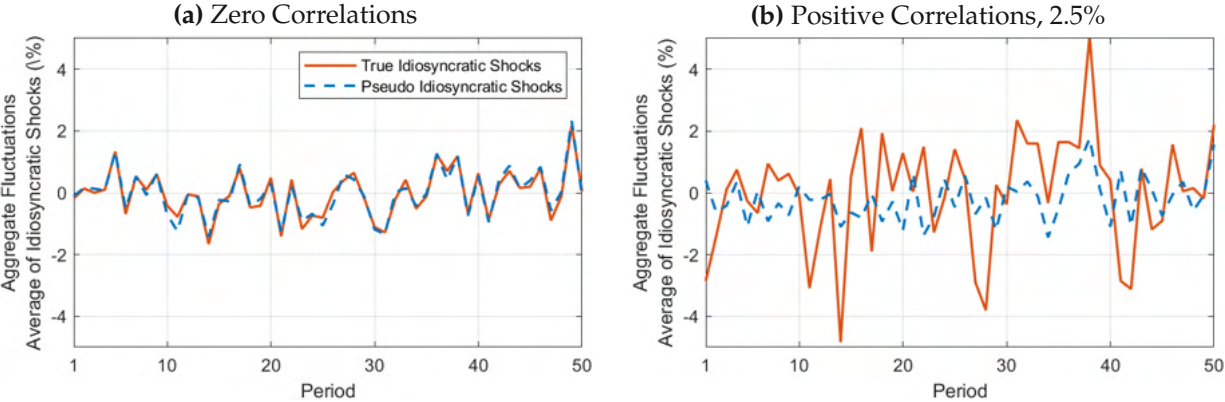 (a) Zero Correlations
Aggregate Fluctuations
Average of Idiosyncratic Shocks (\%)
4
2
0
-2
-4
True Idiosyncratic Shocks
Pseudo Idiosyncratic Shocks
1
10
20
30
40
50
Period
(b) Positive Correlations, 2.5%
Aggregate Fluctuations
Average of Idiosyncratic Shocks (%)
4
2
0
-2
-4
1
10
20
30
40
50
Period